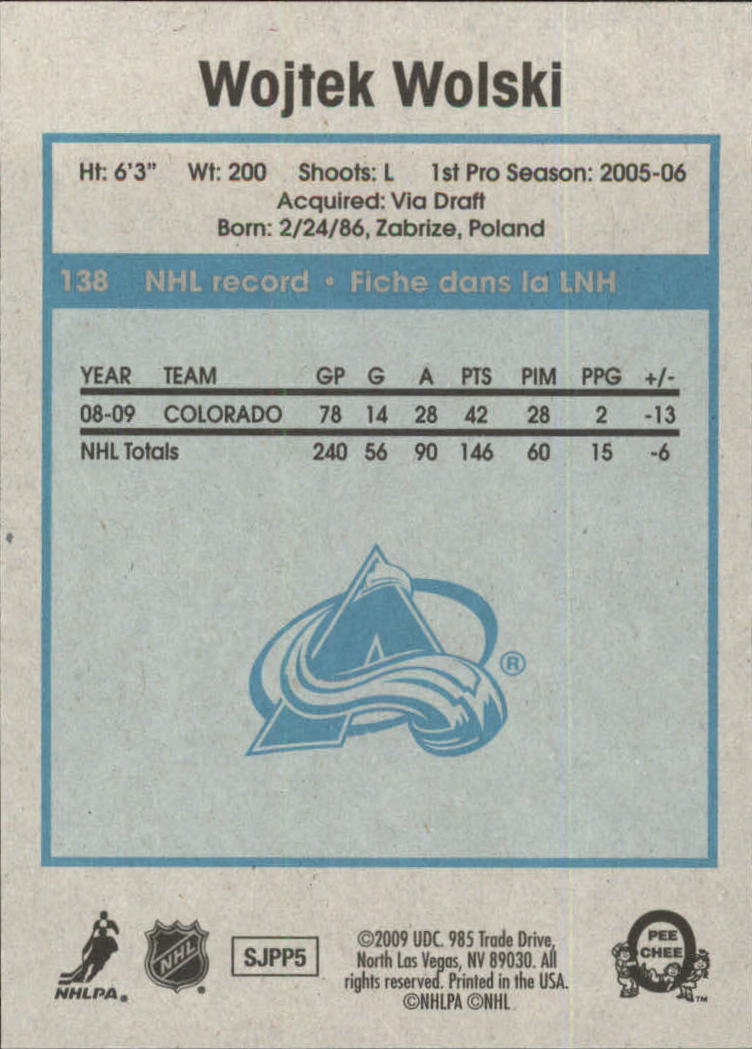 Wojtek Wolski
Ht: 6'3" Wt: 200 Shoots: L 1st Pro Season: 2005-06
Acquired: Via Draft
Born: 2/24/86, Zabrize, Poland
138 NHL record • Fiche dans la LNH
YEAR TEAM GP G A PTS PIM PPG +/-
08-09 COLORADO 78 14 28 42 28 2 -13
NHL Totals 240 56 90 146 60 15 -6
®
NHLPA®
NHL
SJPP5
©2009 UDC. 985 Trade Drive,
North Las Vegas, NV 89030. All
rights reserved. Printed in the USA.
©NHLPA ©NHL
O
PEE
CHEE
TM